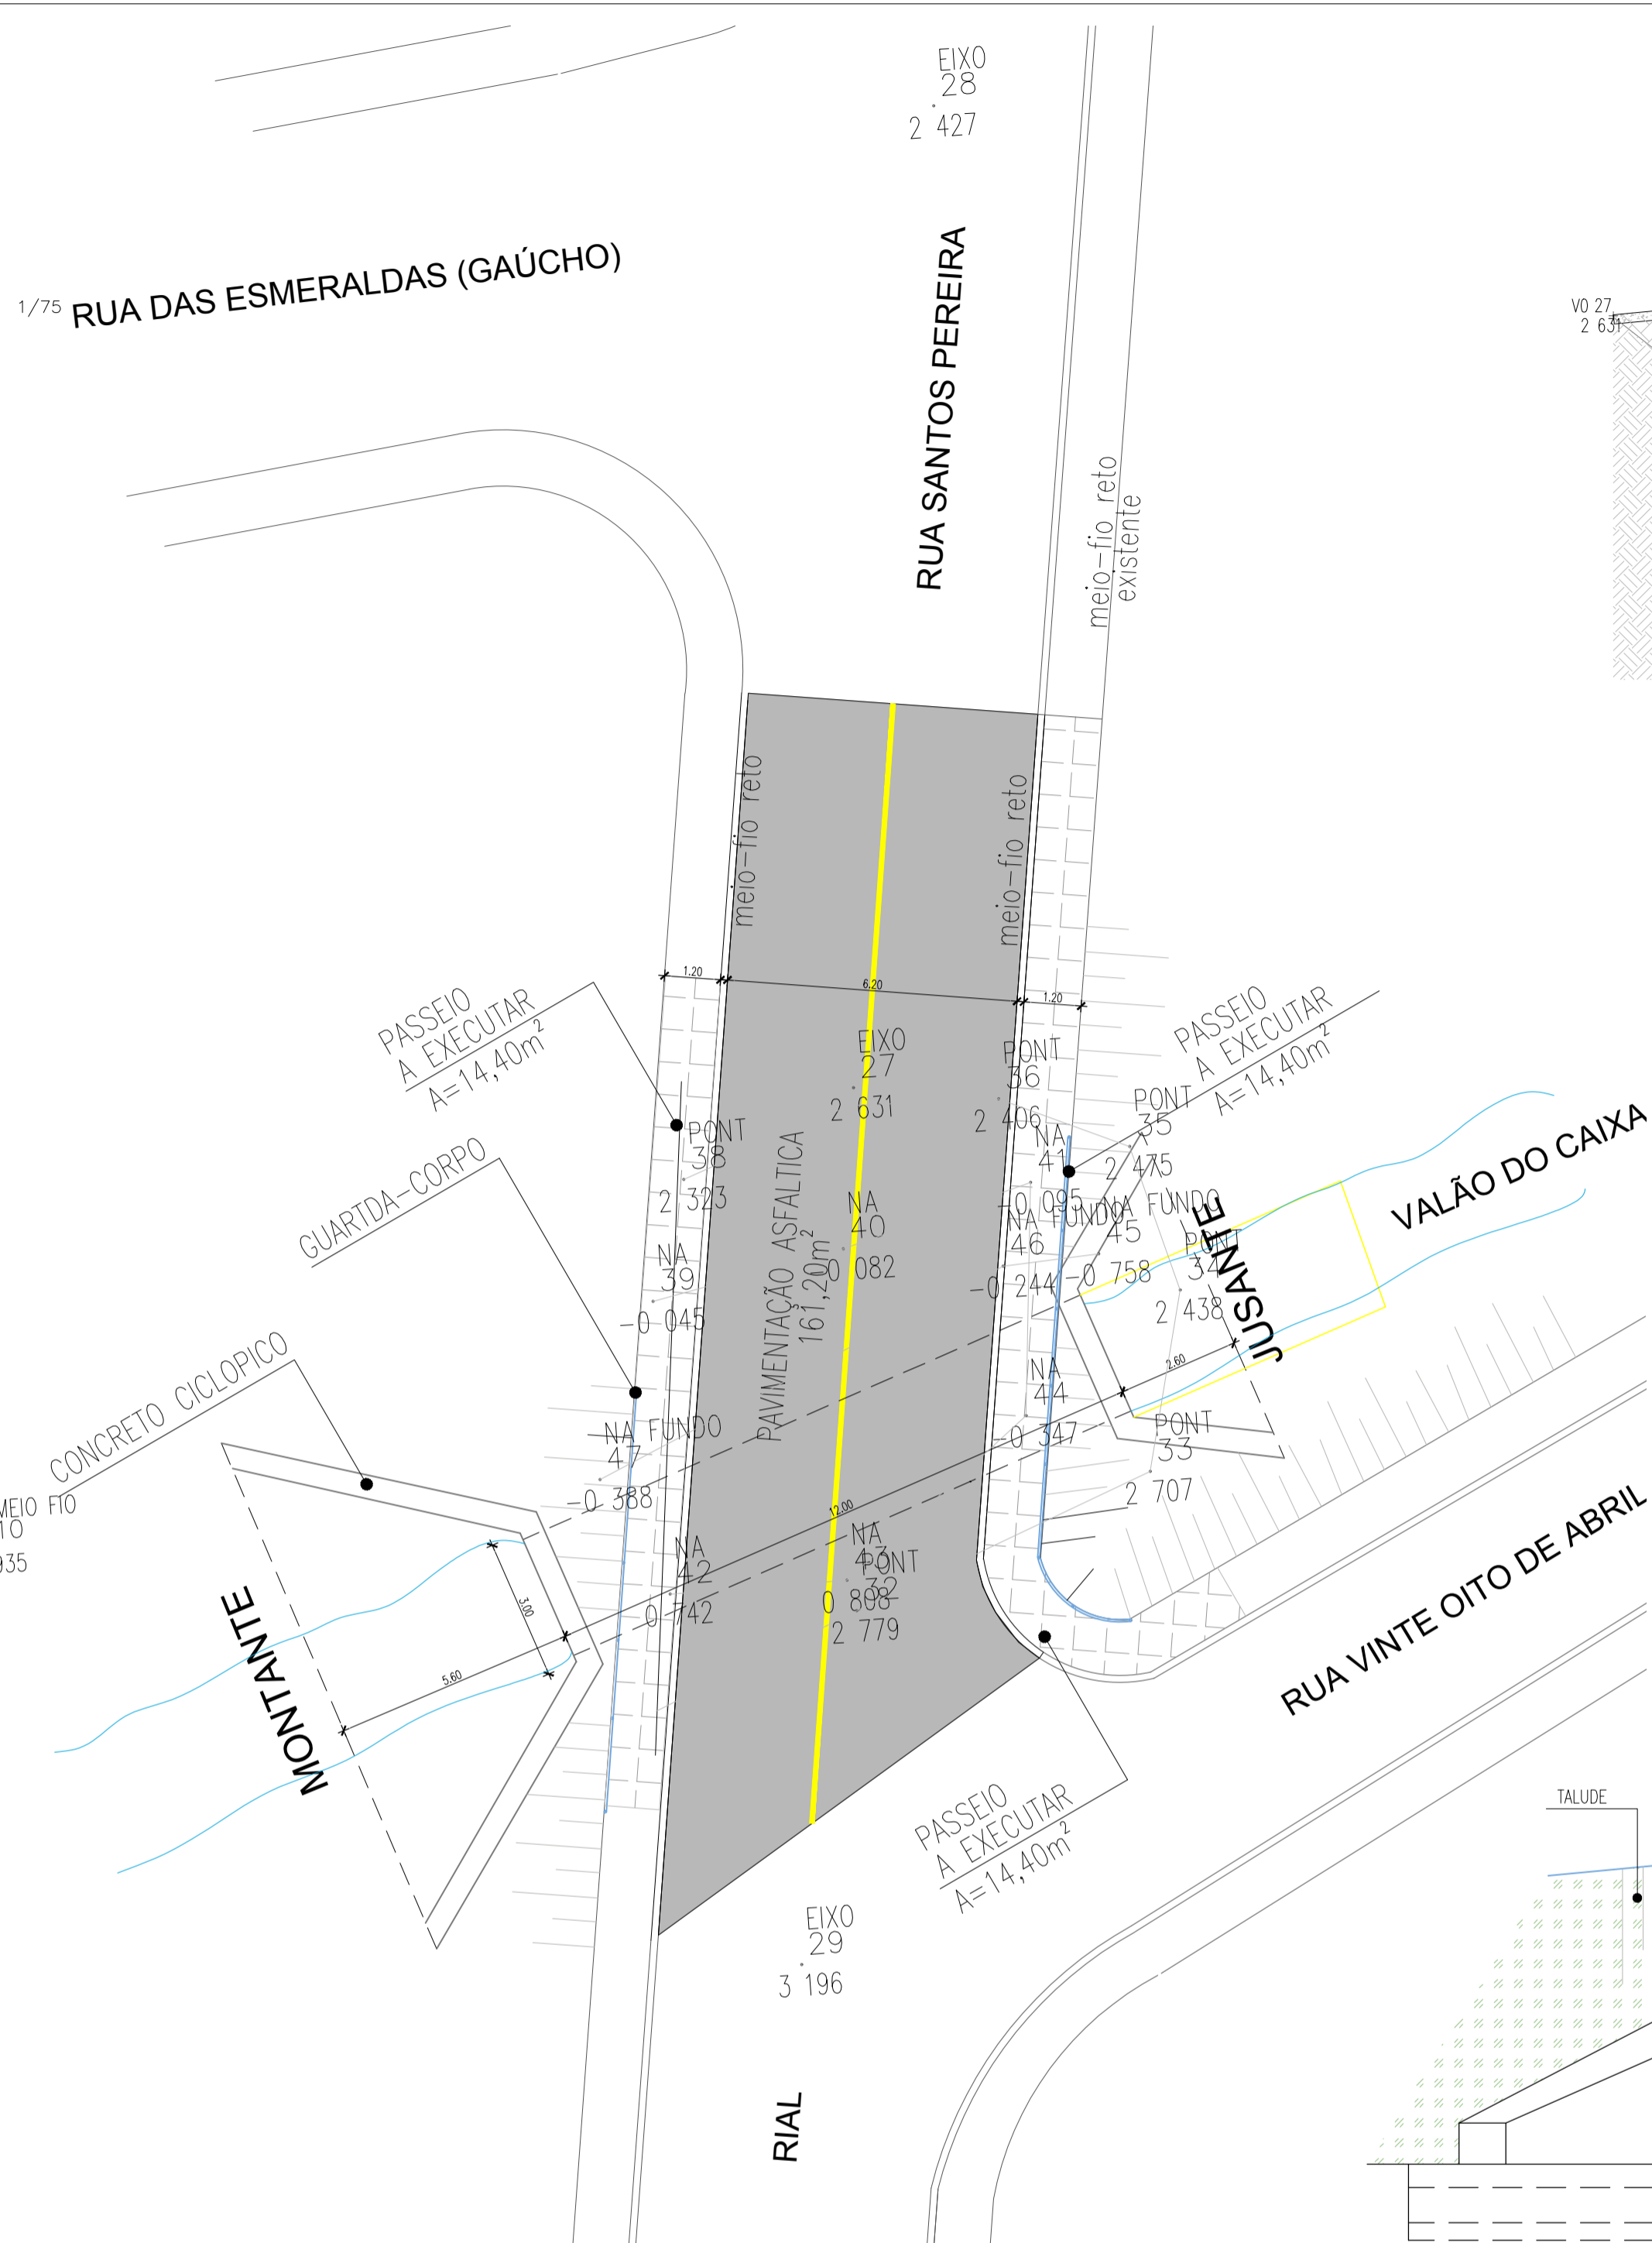 EIXO
28
2 427
RUA SANTOS PEREIRA
1/75
RUA DAS ESMERALDAS (GAÚCHO)
VO 27
2 631
meio-fio reto
existente
meio-fio reto
meio-fio reto
1.20
6.20
1.20
PASSEIO
A EXECUTAR
A=14,40m²
PASSEIO
A EXECUTAR
A=14,40m²
EIXO
27
2 631
PONT
36
2 406
PONT
35
2 475
PONT
38
2 323
NA
41
-0 095
GUARTDA-CORPO
PAVIMENTAÇÃO ASFALTICA
161,20m²
NA
40
0 082
NA FUNDO
46
-0 244
NA FUNDO
45
-0 758
PONT
34
2 438
JUSANTE
VALÃO DO CAIXA
NA
39
-0 045
CONCRETO CICLOPICO
NA
44
-0 347
2.60
PONT
33
2 707
NA FUNDO
47
-0 388
MEIO FIO
10
935
12.00
NA
42
0 742
NA
43
0 808
PONT
32
2 779
3.00
5.60
MONTANTE
RUA VINTE OITO DE ABRIL
PASSEIO
A EXECUTAR
A=14,40m²
TALUDE
EIXO
29
3 196
RIAL